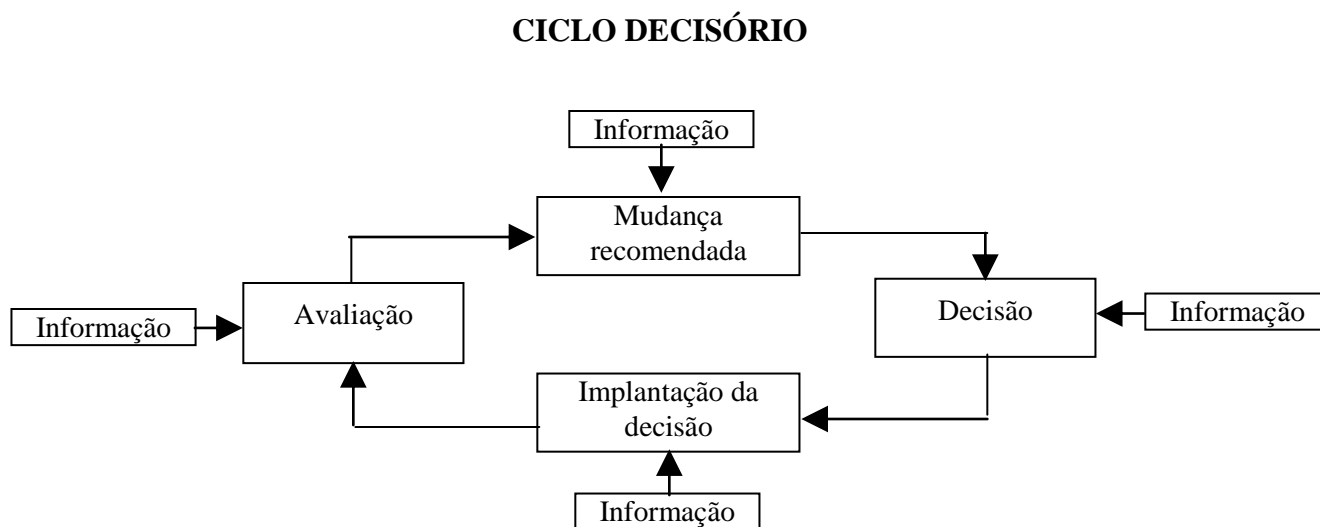 CICLO DECISÓRIO
Informação
Mudança
recomendada
Avaliação
Decisão
Informação
Informação
Implantação da
decisão
Informação